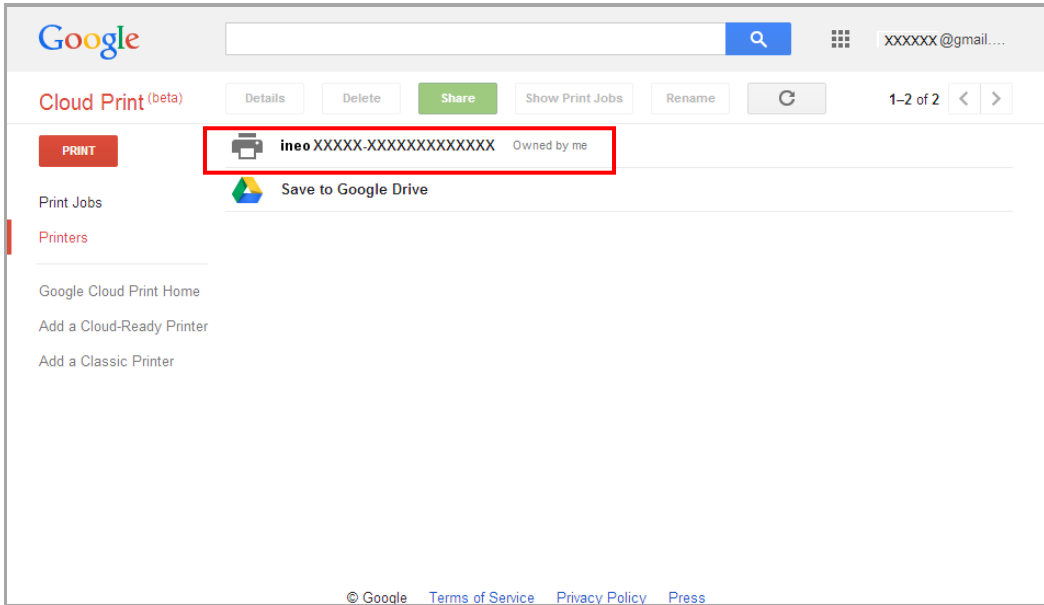 Google
XXXXXX @gmail....
Cloud Print (beta)
Details Delete Share Show Print Jobs Rename 1–2 of 2
PRINT
ineo XXXXX-XXXXXXXXXXXXX Owned by me
Save to Google Drive
Print Jobs
Printers
Google Cloud Print Home
Add a Cloud-Ready Printer
Add a Classic Printer
© Google Terms of Service Privacy Policy Press